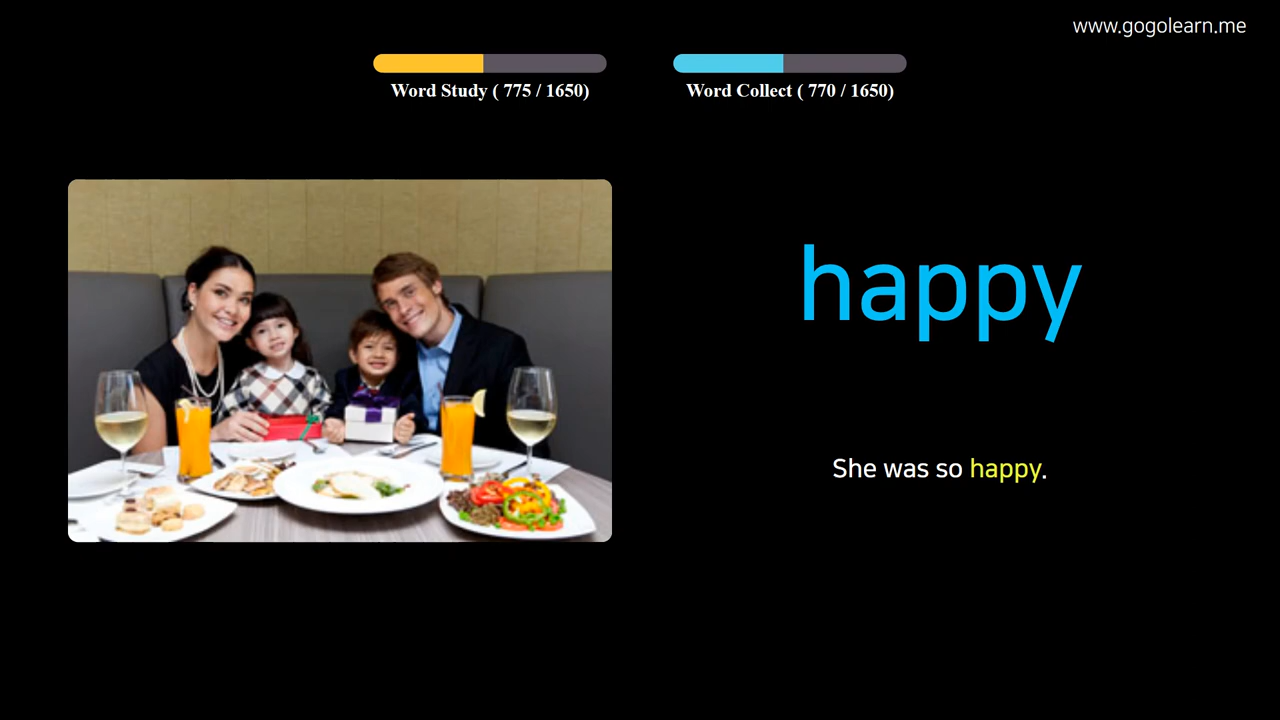 www.gogolearn.me
Word Study ( 775 / 1650)
Word Collect ( 770 / 1650)
happy
She was so happy.